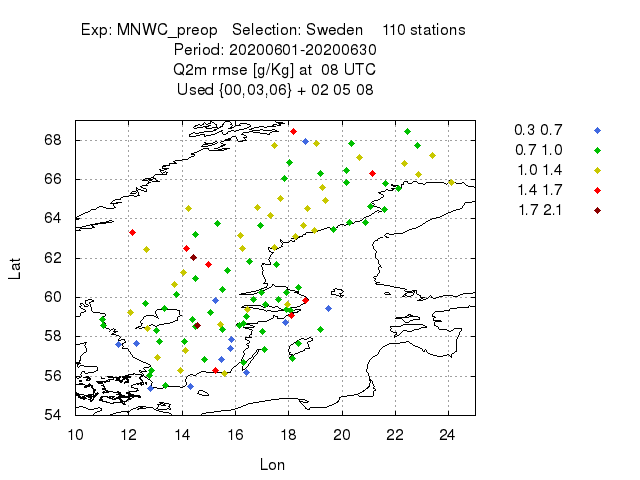 Exp: MNWC_preop Selection: Sweden 110 stations
Period: 20200601-20200630
Q2m rmse [g/Kg] at 08 UTC
Used {00,03,06} + 02 05 08
0.3 0.7
0.7 1.0
1.0 1.4
1.4 1.7
1.7 2.1
68
66
64
62
60
58
56
54
Lat
10 12 14 16 18 20 22 24
Lon